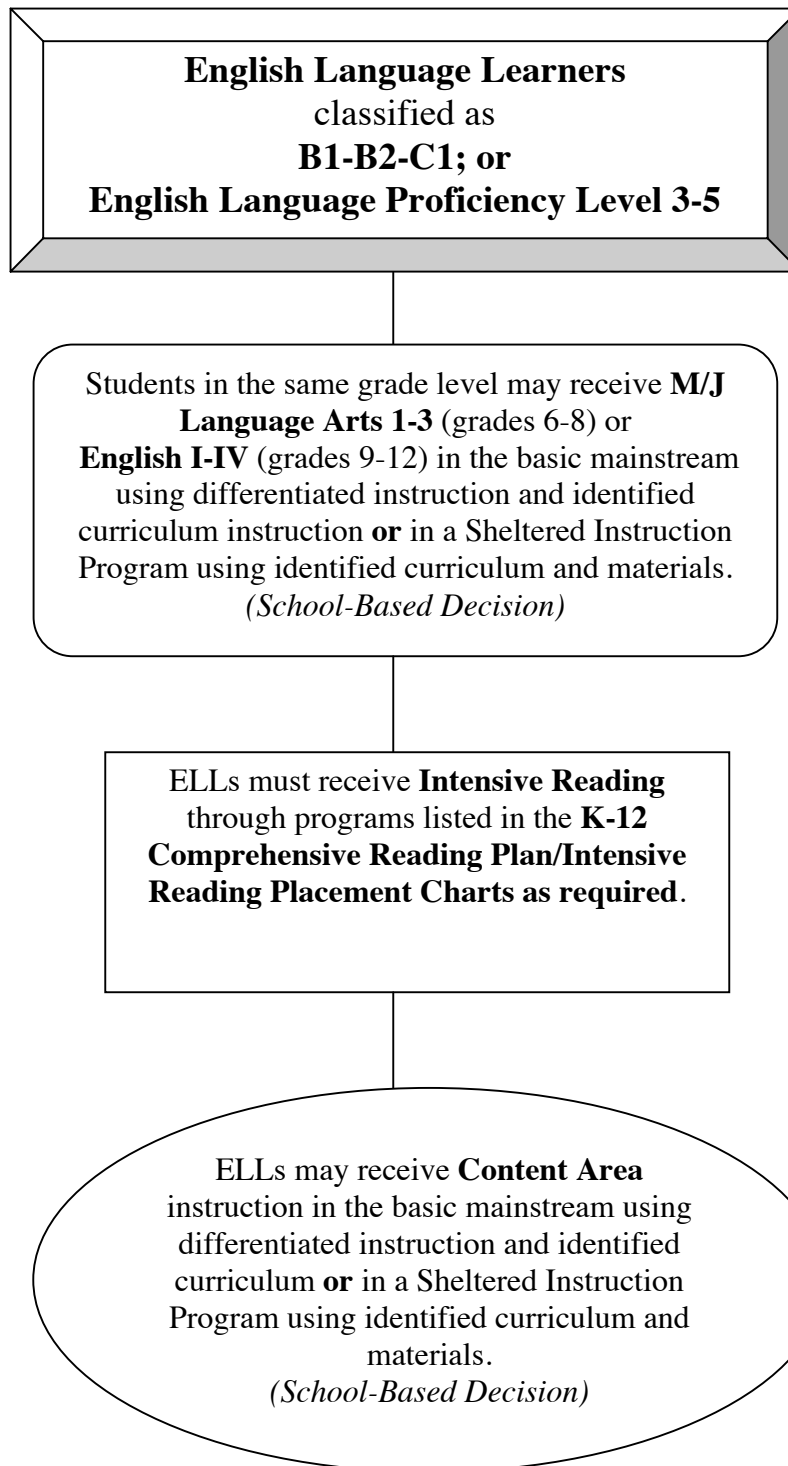 English Language Learners
classified as
B1-B2-C1; or
English Language Proficiency Level 3-5
Students in the same grade level may receive M/J
Language Arts 1-3 (grades 6-8) or
English I-IV (grades 9-12) in the basic mainstream
using differentiated instruction and identified
curriculum instruction or in a Sheltered Instruction
Program using identified curriculum and materials.
(School-Based Decision)
ELLs must receive Intensive Reading
through programs listed in the K-12
Comprehensive Reading Plan/Intensive
Reading Placement Charts as required.
ELLs may receive Content Area
instruction in the basic mainstream using
differentiated instruction and identified
curriculum or in a Sheltered Instruction
Program using identified curriculum and
materials.
(School-Based Decision)